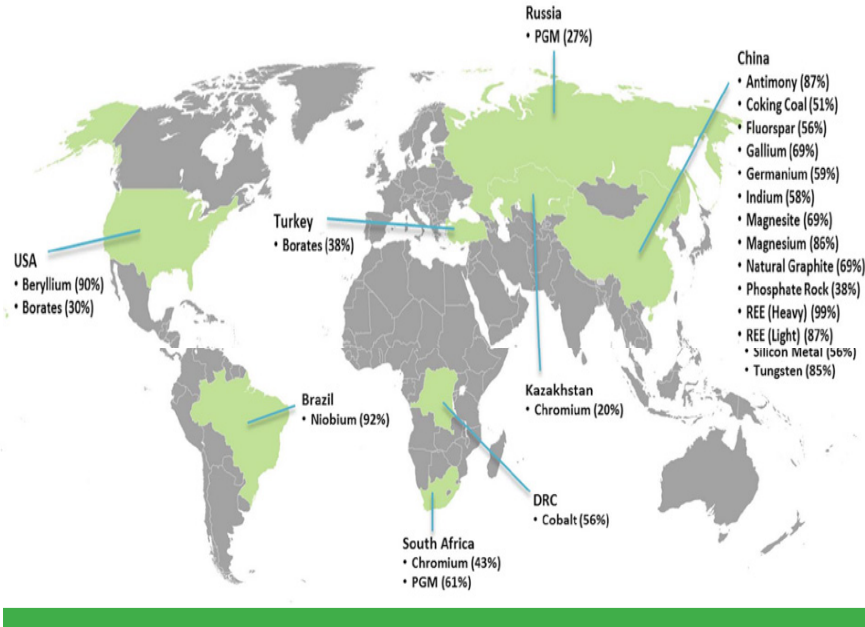 Russia
• PGM (27%)
China
• Antimony (87%)
• Coking Coal (51%)
• Fluorspar (56%)
• Gallium (69%)
• Germanium (59%)
• Indium (58%)
• Magnesite (69%)
• Magnesium (86%)
• Natural Graphite (69%)
• Phosphate Rock (38%)
• REE (Heavy) (99%)
• REE (Light) (87%)
• Silicon Metal (56%)
• Tungsten (85%)
Turkey
• Borates (38%)
USA
• Beryllium (90%)
• Borates (30%)
Kazakhstan
• Chromium (20%)
Brazil
• Niobium (92%)
DRC
• Cobalt (56%)
South Africa
• Chromium (43%)
• PGM (61%)